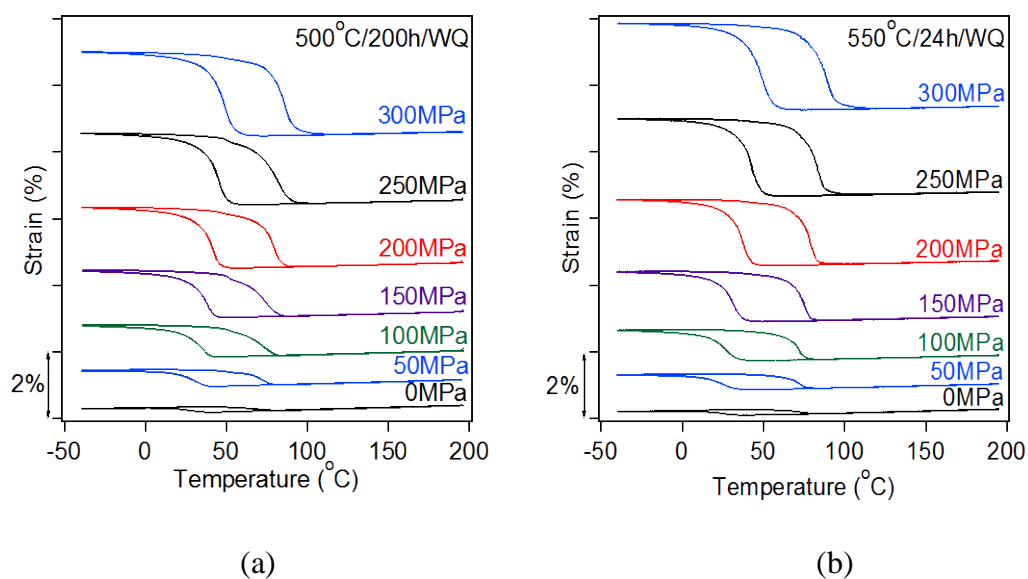 500°C/200h/WQ
300MPa
250MPa
200MPa
150MPa
100MPa
50MPa
0MPa
2%
Strain (%)
-50 0 50 100 150 200
Temperature (°C)
(a)
550°C/24h/WQ
300MPa
250MPa
200MPa
150MPa
100MPa
50MPa
0MPa
2%
Strain (%)
-50 0 50 100 150 200
Temperature (°C)
(b)